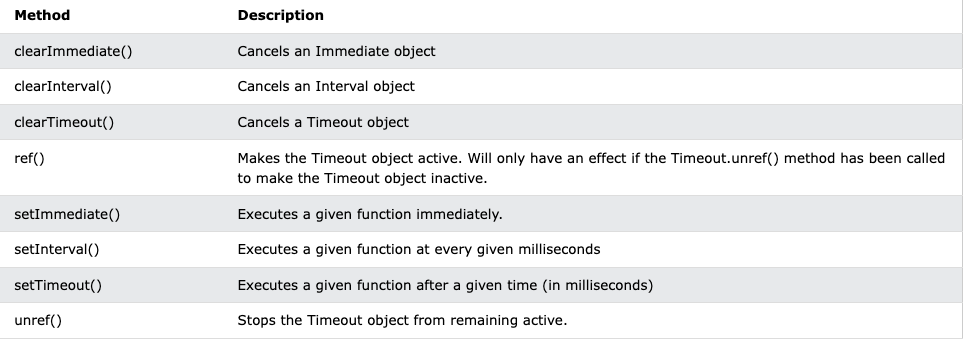 Method Description
clearImmediate() Cancels an Immediate object
clearInterval() Cancels an Interval object
clearTimeout() Cancels a Timeout object
ref() Makes the Timeout object active. Will only have an effect if the Timeout.unref() method has been called
to make the Timeout object inactive.
setImmediate() Executes a given function immediately.
setInterval() Executes a given function at every given milliseconds
setTimeout() Executes a given function after a given time (in milliseconds)
unref() Stops the Timeout object from remaining active.